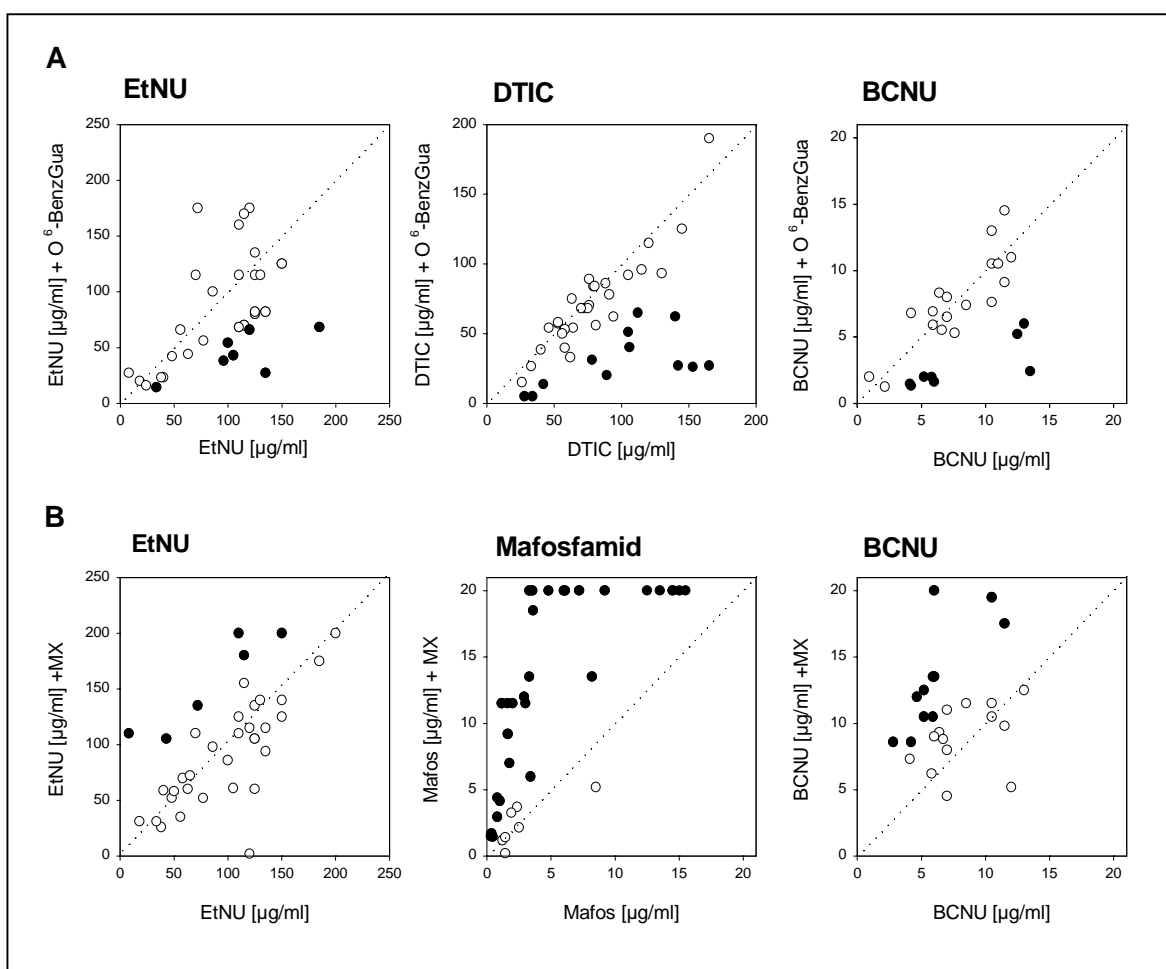 A
EtNU
DTIC
BCNU
EtNU [µg/ml] + O 6-BenzGua
250
200
150
100
50
0
0 50 100 150 200 250
EtNU [µg/ml]
DTIC [µg/ml] + O 6-BenzGua
200
150
100
50
0
0 50 100 150 200
DTIC [µg/ml]
BCNU [µg/ml] + O 6-BenzGua
20
15
10
5
0
0 5 10 15 20
BCNU [µg/ml]
B
EtNU
Mafosfamid
BCNU
EtNU [µg/ml] +MX
250
200
150
100
50
0
0 50 100 150 200 250
EtNU [µg/ml]
Mafos [µg/ml] + MX
20
15
10
5
0
0 5 10 15 20
Mafos [µg/ml]
BCNU [µg/ml] +MX
20
15
10
5
0
0 5 10 15 20
BCNU [µg/ml]